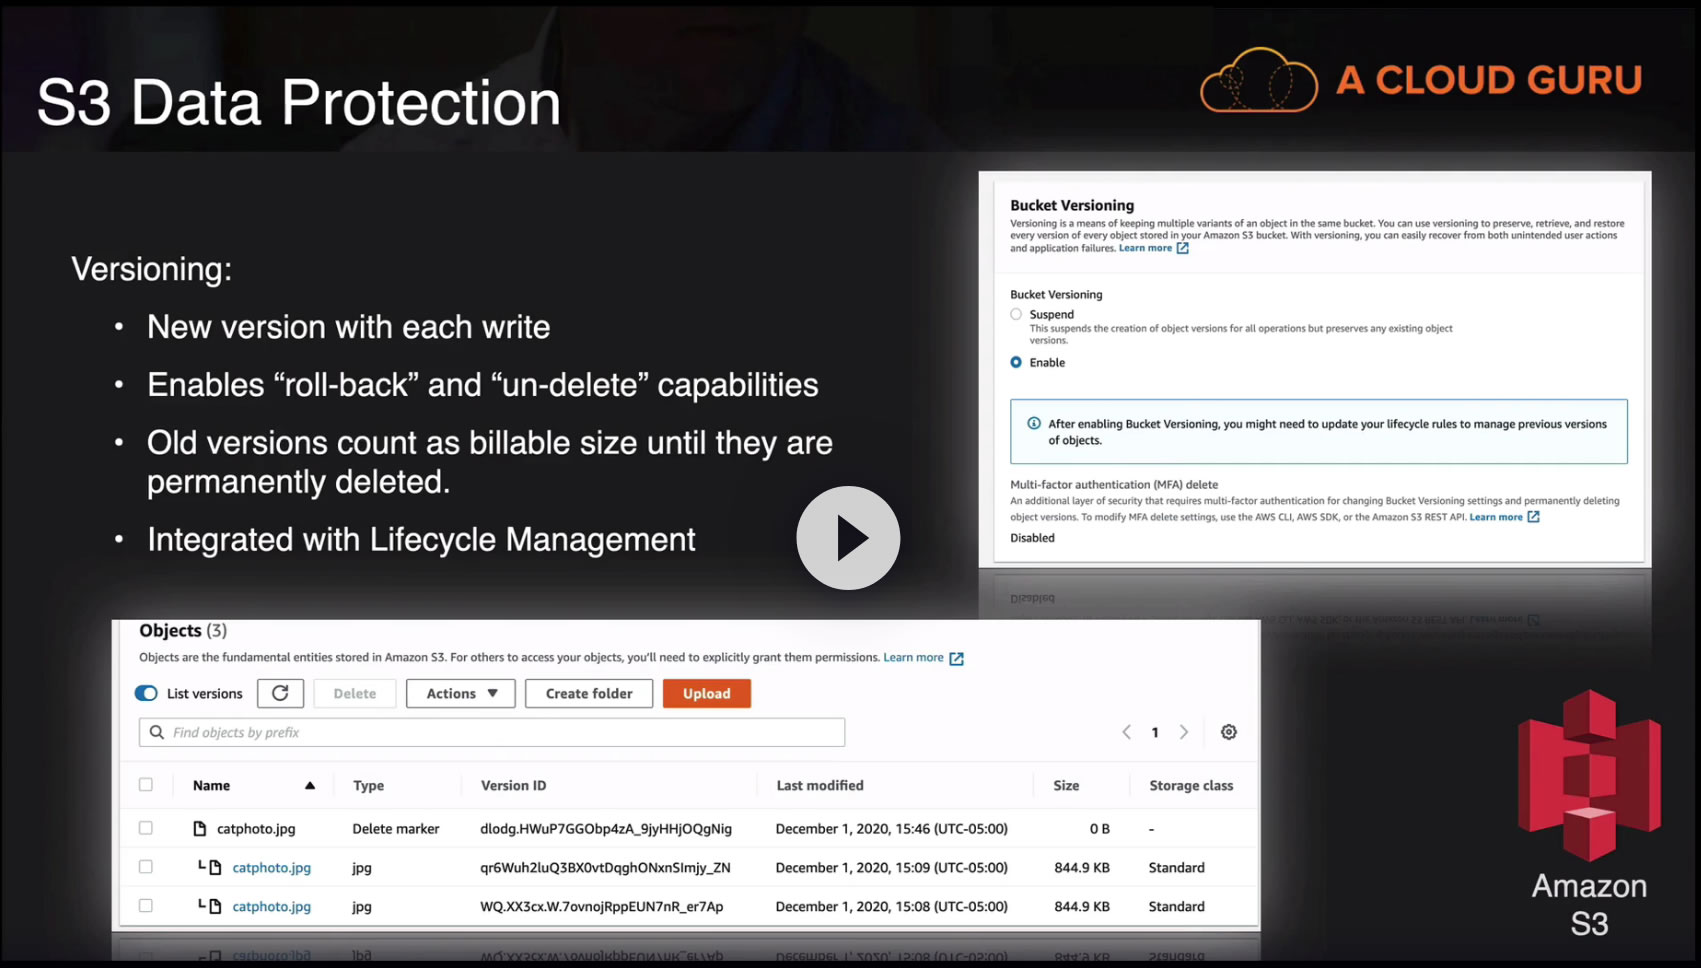 S3 Data Protection
A CLOUD GURU
Versioning:
• New version with each write
• Enables “roll-back” and “un-delete” capabilities
• Old versions count as billable size until they are
permanently deleted.
• Integrated with Lifecycle Management
Bucket Versioning
Versioning is a means of keeping multiple variants of an object in the same bucket. You can use versioning to preserve, retrieve, and restore
every version of every object stored in your Amazon S3 bucket. With versioning, you can easily recover from both unintended user actions
and application failures. Learn more
Bucket Versioning
Suspend
This suspends the creation of object versions for all operations but preserves any existing object
versions.
Enable
After enabling Bucket Versioning, you might need to update your lifecycle rules to manage previous versions
of objects.
Multi-factor authentication (MFA) delete
An additional layer of security that requires multi-factor authentication for changing Bucket Versioning settings and permanently deleting
object versions. To modify MFA delete settings, use the AWS CLI, AWS SDK, or the Amazon S3 REST API. Learn more
Disabled
Objects (3)
Objects are the fundamental entities stored in Amazon S3. For others to access your objects, you'll need to explicitly grant them permissions. Learn more
List versions Delete Actions Create folder Upload
Find objects by prefix 1
Name Type Version ID Last modified Size Storage class
catphoto.jpg Delete marker dlodg.HWuP7GGObp4zA_9jyHHjOQgNig December 1, 2020, 15:46 (UTC-05:00) 0 B -
catphoto.jpg jpg qr6Wuh2luQ3BX0vtDqghONxnSImjy_ZN December 1, 2020, 15:09 (UTC-05:00) 844.9 KB Standard
catphoto.jpg jpg WQ.XX3cx.W.7ovnojRppEUN7nR_er7Ap December 1, 2020, 15:08 (UTC-05:00) 844.9 KB Standard
Amazon
S3